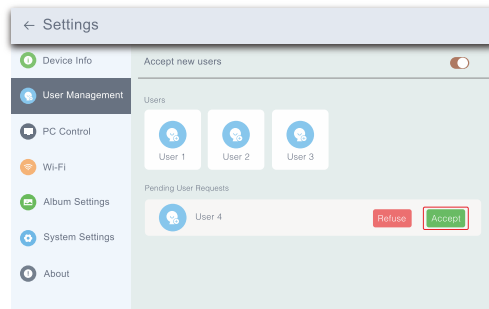 ← Settings
Device Info
User Management
PC Control
Wi-Fi
Album Settings
System Settings
About
Accept new users
Users
User 1
User 2
User 3
Pending User Requests
User 4
Refuse
Accept